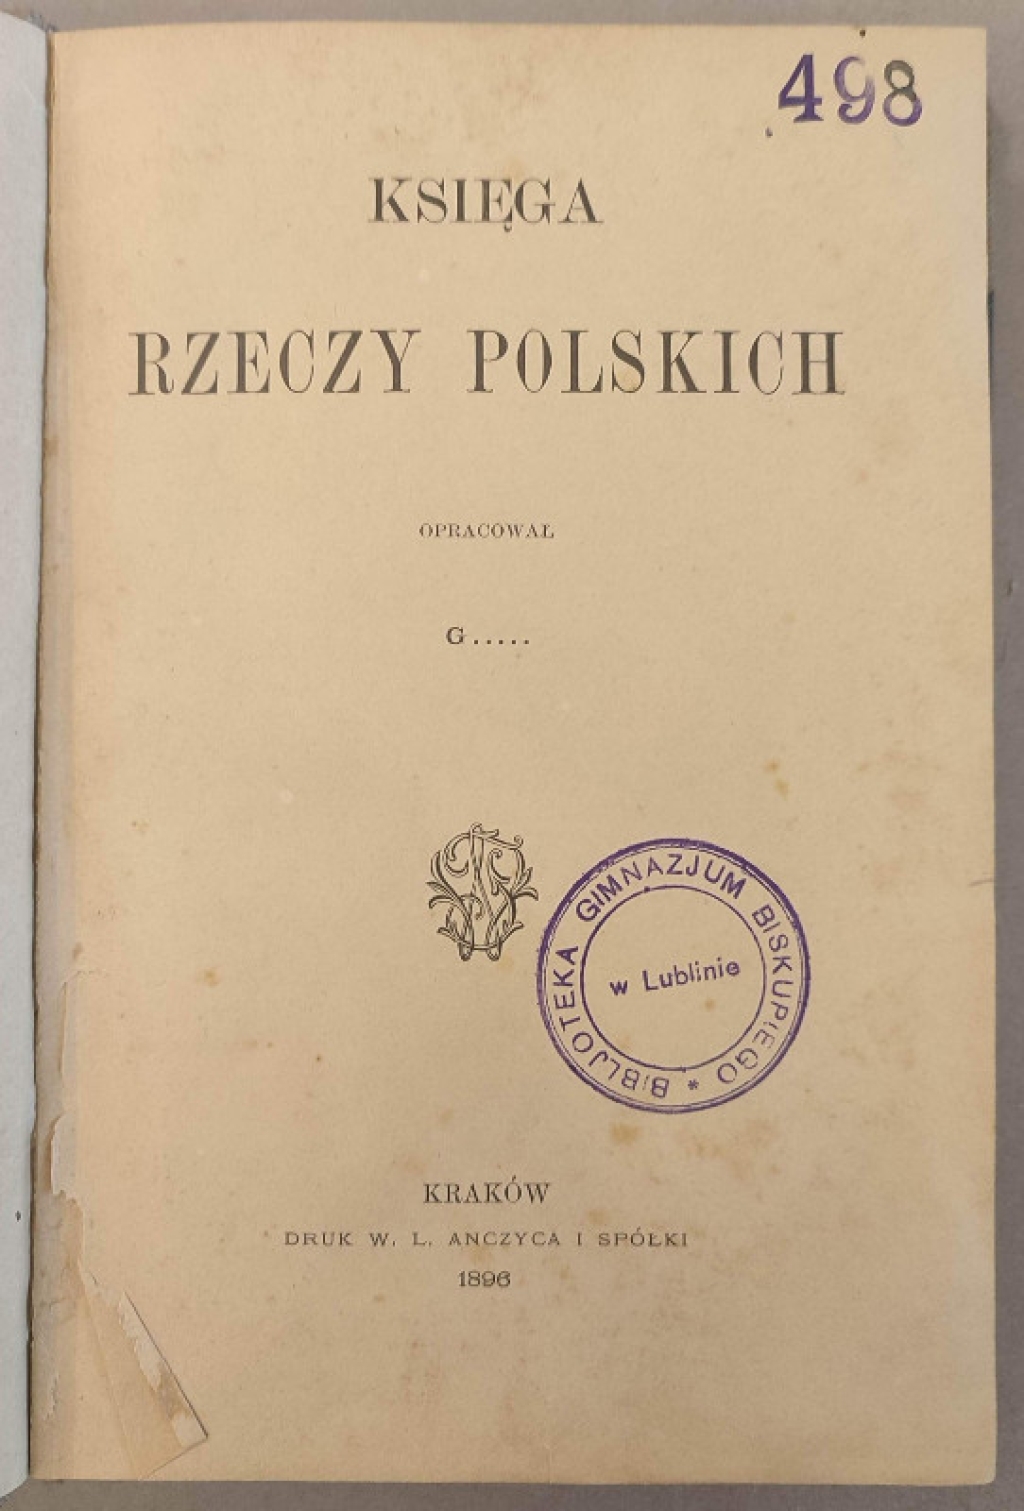 498
KSIĘGA
RZECZY POLSKICH
OPRACOWAŁ
G.....
BIBLJOTEKA GIMNAZJUM BISKUPIEGO *
w Lublinie
KRAKÓW
DRUK W. L. ANCZYCA I SPÓŁKI
1896